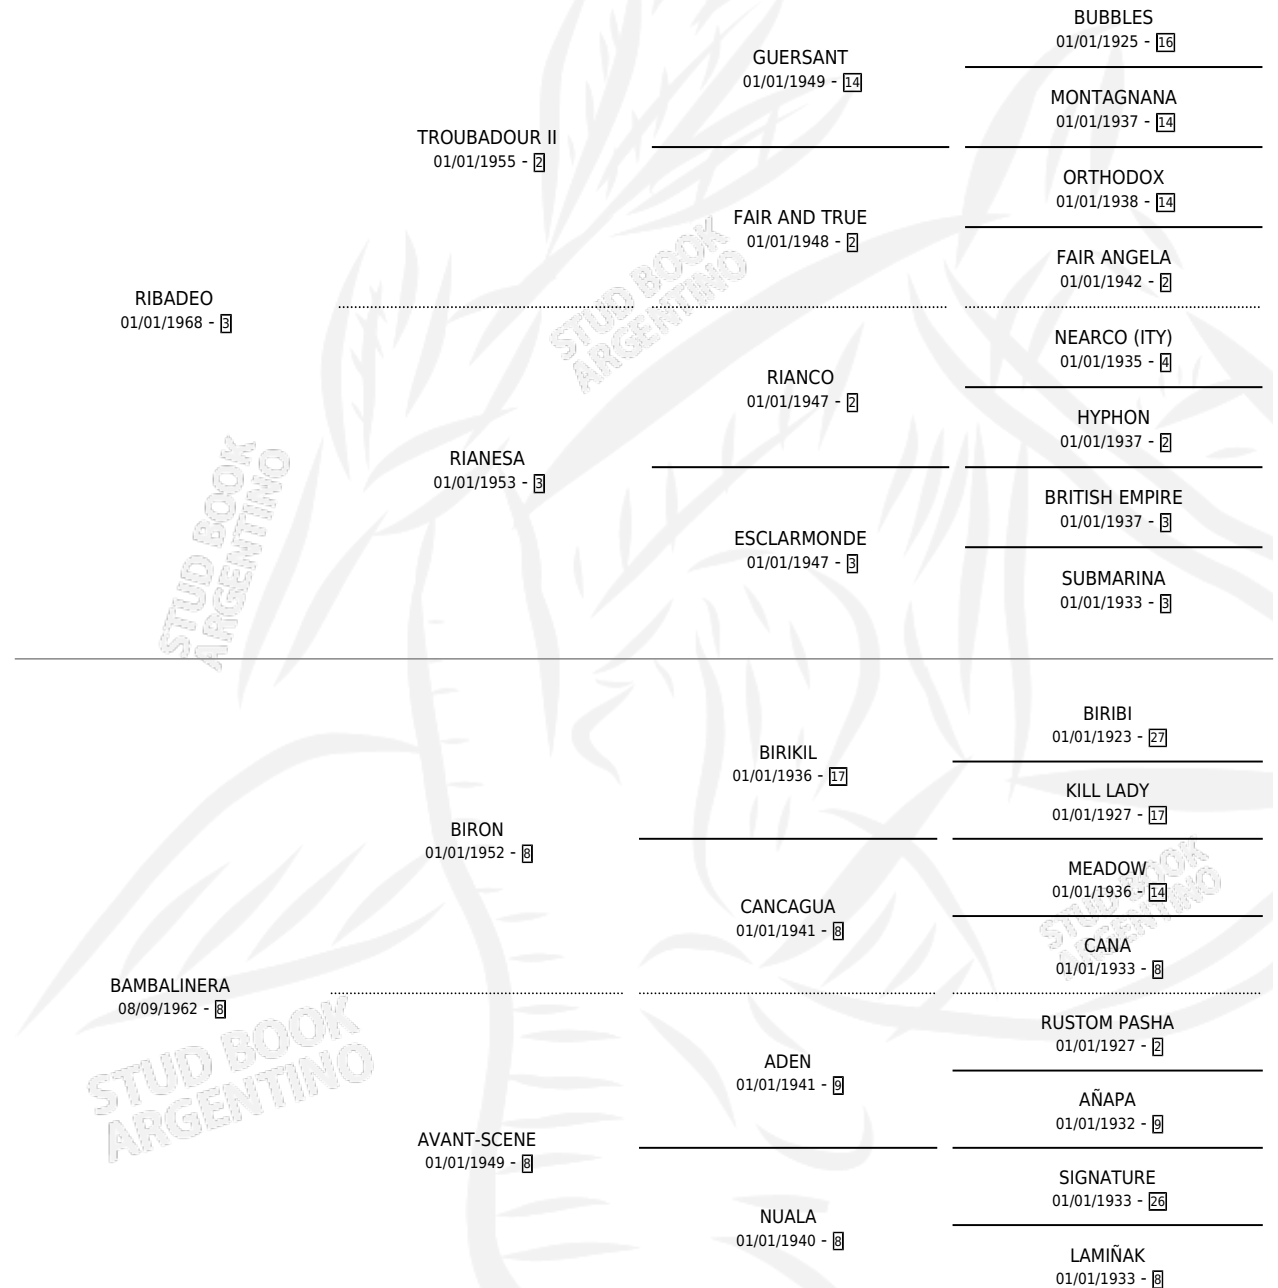 BUBBLES
01/01/1925 - 16
GUERSANT
01/01/1949 - 14
MONTAGNANA
01/01/1937 - 14
TROUBADOUR II
01/01/1955 - 2
ORTHODOX
01/01/1938 - 14
FAIR AND TRUE
01/01/1948 - 2
FAIR ANGELA
01/01/1942 - 2
RIBADEO
01/01/1968 - 3
NEARCO (ITY)
01/01/1935 - 4
RIANCO
01/01/1947 - 2
HYPHON
01/01/1937 - 2
RIANESA
01/01/1953 - 3
BRITISH EMPIRE
01/01/1937 - 3
ESCLARMONDE
01/01/1947 - 3
SUBMARINA
01/01/1933 - 3
BIRIBI
01/01/1923 - 27
BIRIKIL
01/01/1936 - 17
KILL LADY
01/01/1927 - 17
BIRON
01/01/1952 - 8
MEADOW
01/01/1936 - 14
CANCAGUA
01/01/1941 - 8
CANA
01/01/1933 - 8
BAMBALINERA
08/09/1962 - 8
RUSTOM PASHA
01/01/1927 - 2
ADEN
01/01/1941 - 9
AÑAPA
01/01/1932 - 9
AVANT-SCENE
01/01/1949 - 8
SIGNATURE
01/01/1933 - 26
NUALA
01/01/1940 - 8
LAMIÑAK
01/01/1933 - 8
STUD BOOK
ARGENTINO
STUD BOOK
ARGENTINO
STUD BOOK
ARGENTINO
STUD BOOK
ARGENTINO